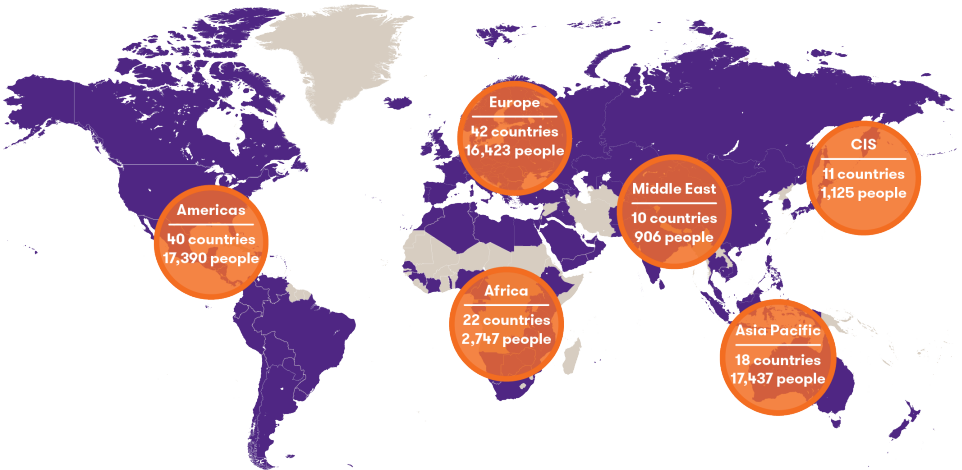 Europe
42 countries
16,423 people
CIS
11 countries
1,125 people
Middle East
10 countries
906 people
Americas
40 countries
17,390 people
Africa
22 countries
2,747 people
Asia Pacific
18 countries
17,437 people